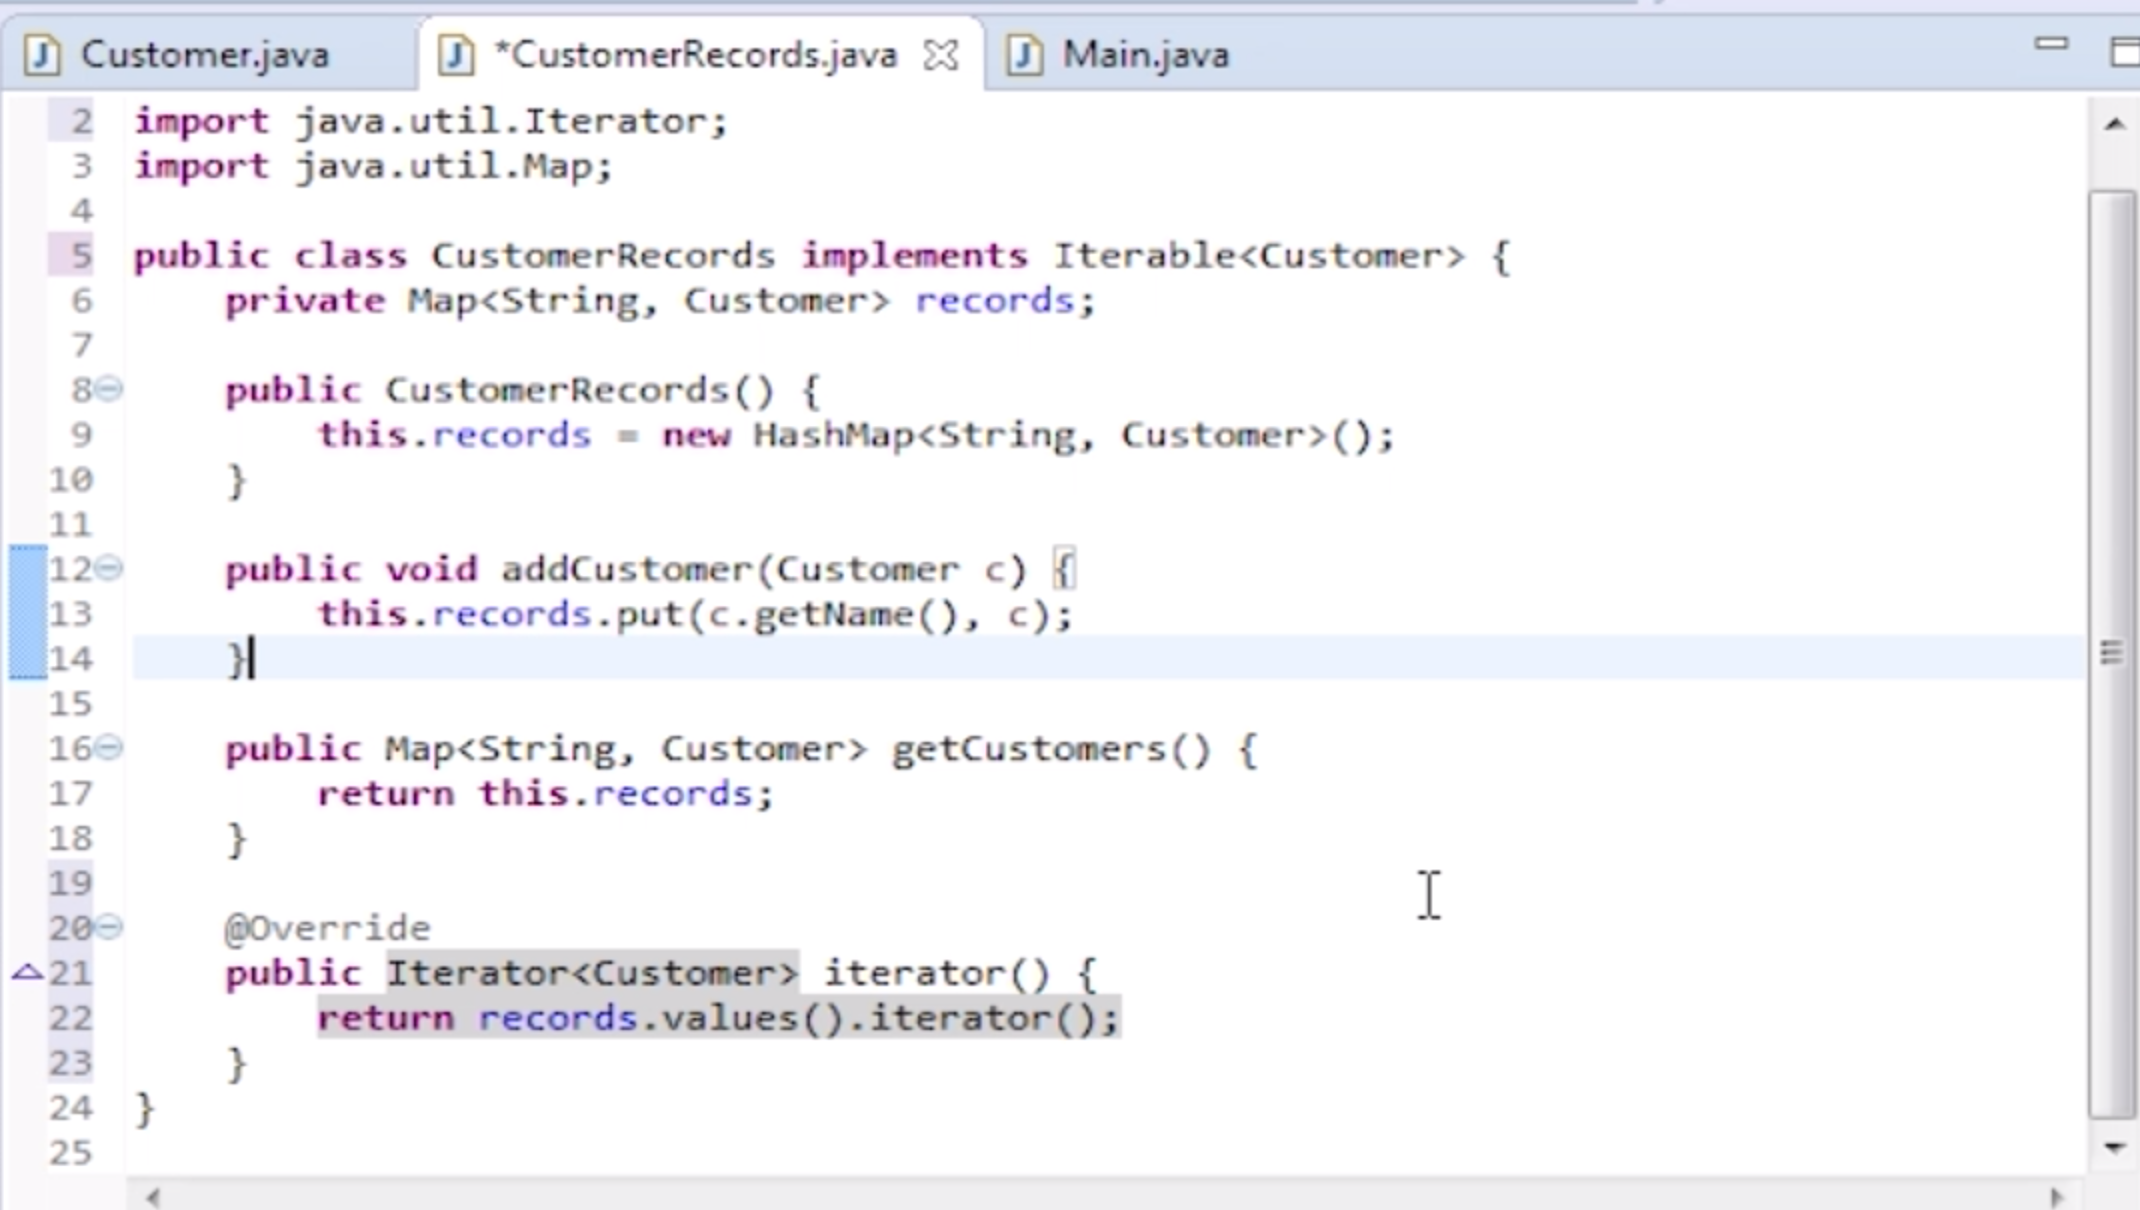 Customer.java *CustomerRecords.java Main.java
2 import java.util.Iterator;
3 import java.util.Map;
4
5 public class CustomerRecords implements Iterable<Customer> {
6 private Map<String, Customer> records;
7
8 public CustomerRecords() {
9 this.records = new HashMap<String, Customer>();
10 }
11
12 public void addCustomer(Customer c) {
13 this.records.put(c.getName(), c);
14 }
15
16 public Map<String, Customer> getCustomers() {
17 return this.records;
18 }
19
20 @Override
21 public Iterator<Customer> iterator() {
22 return records.values().iterator();
23 }
24 }
25